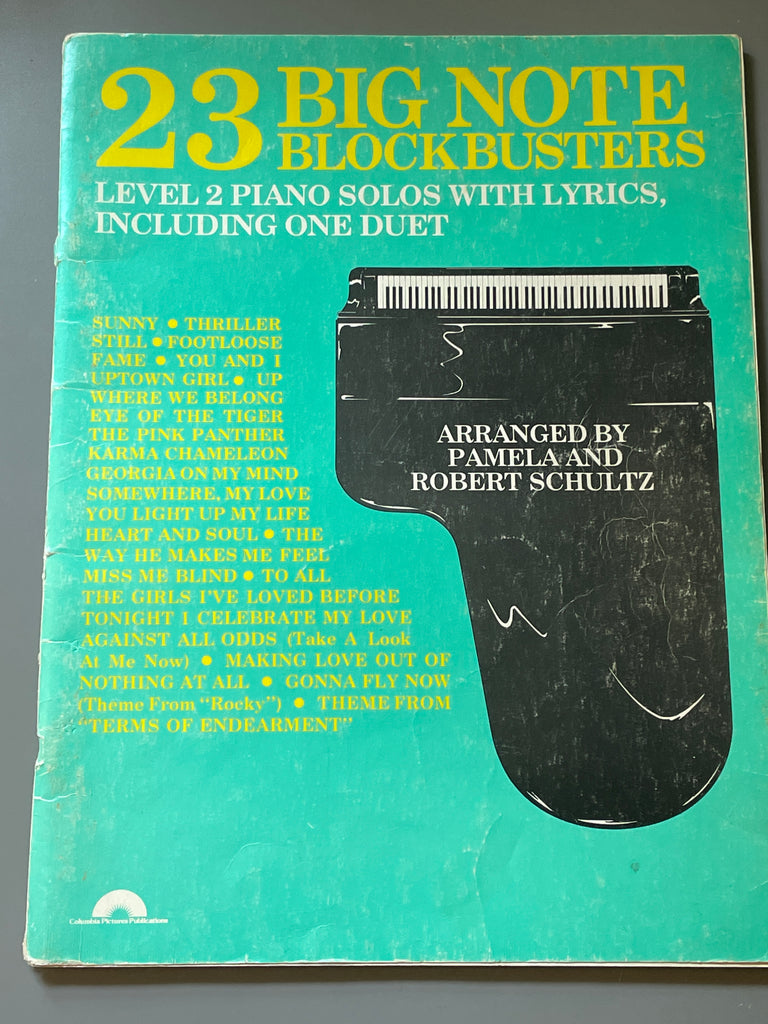 23 BIG NOTE
BLOCKBUSTERS
LEVEL 2 PIANO SOLOS WITH LYRICS,
INCLUDING ONE DUET
SUNNY • THRILLER
STILL • FOOTLOOSE
FAME • YOU AND I
UPTOWN GIRL • UP
WHERE WE BELONG
EYE OF THE TIGER
THE PINK PANTHER
KARMA CHAMELEON
GEORGIA ON MY MIND
SOMEWHERE, MY LOVE
YOU LIGHT UP MY LIFE
HEART AND SOUL • THE
WAY HE MAKES ME FEEL
MISS ME BLIND • TO ALL
THE GIRLS I'VE LOVED BEFORE
TONIGHT I CELEBRATE MY LOVE
AGAINST ALL ODDS (Take A Look
At Me Now) • MAKING LOVE OUT OF
NOTHING AT ALL • GONNA FLY NOW
(Theme From "Rocky") • THEME FROM
"TERMS OF ENDEARMENT"
ARRANGED BY
PAMELA AND
ROBERT SCHULTZ
Columbia Pictures Publications